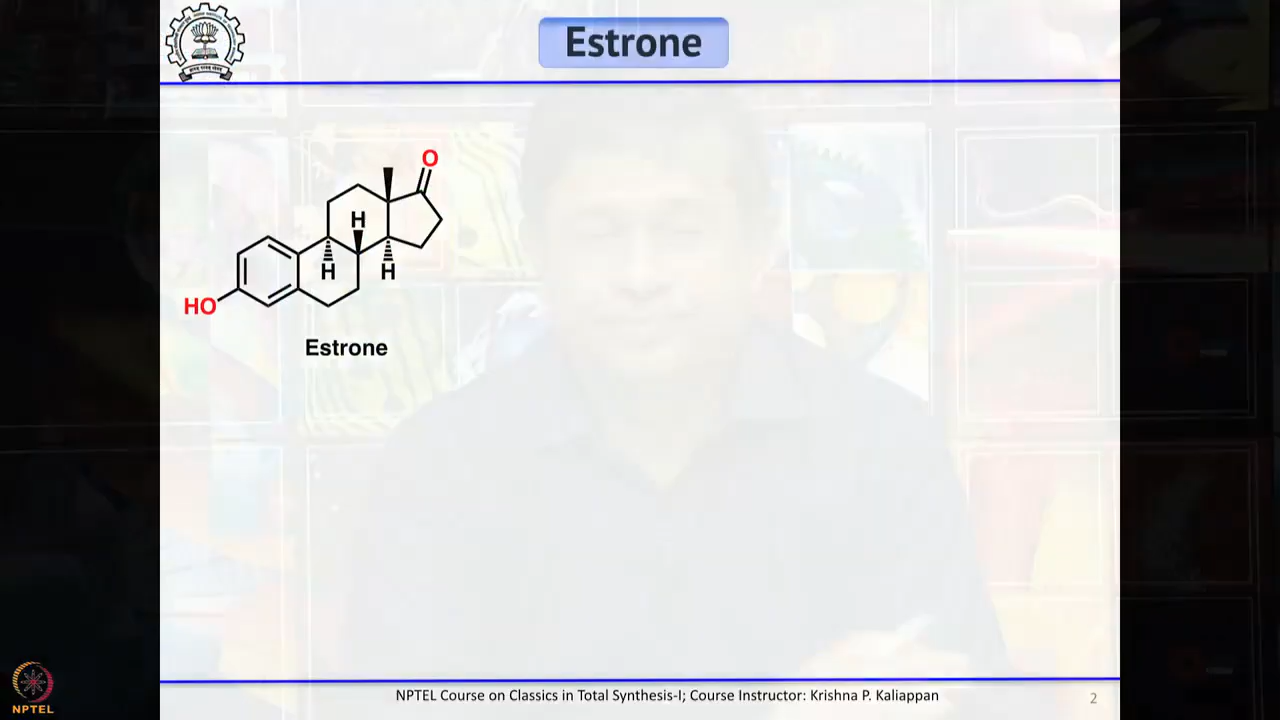 Estrone
O
H
H
H
HO
Estrone
NPTEL Course on Classics in Total Synthesis-I; Course Instructor: Krishna P. Kaliappan
2
NPTEL